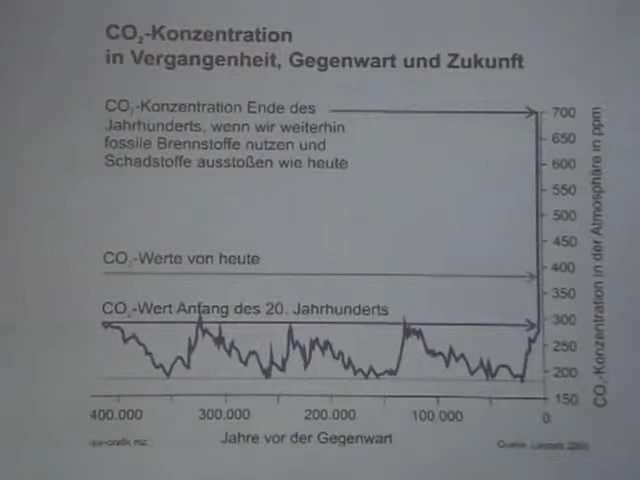 CO₂-Konzentration
in Vergangenheit, Gegenwart und Zukunft
CO₂-Konzentration Ende des
Jahrhunderts, wenn wir weiterhin
fossile Brennstoffe nutzen und
Schadstoffe ausstoßen wie heute
CO₂-Werte von heute
CO₂-Wert Anfang des 20. Jahrhunderts
700
650
600
550
500
450
400
350
300
250
200
150
CO₂-Konzentration in der Atmosphäre in ppm
400.000 300.000 200.000 100.000 0
Jahre vor der Gegenwart
Quelle: